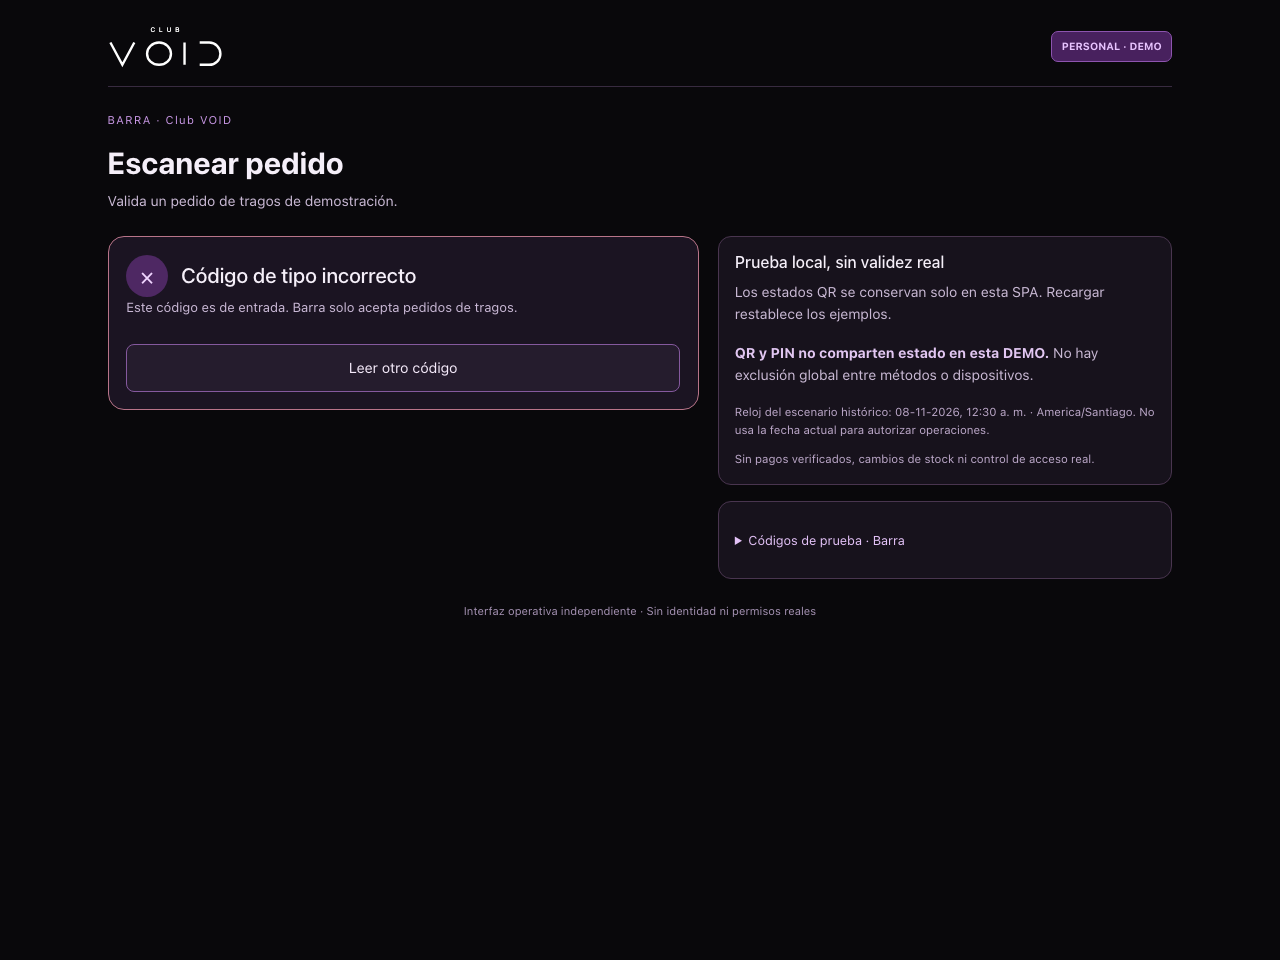 CLUB
VOID
PERSONAL · DEMO
BARRA · Club VOID
Escanear pedido
Valida un pedido de tragos de demostración.
Código de tipo incorrecto
Este código es de entrada. Barra solo acepta pedidos de tragos.
Leer otro código
Prueba local, sin validez real
Los estados QR se conservan solo en esta SPA. Recargar
restablece los ejemplos.
QR y PIN no comparten estado en esta DEMO. No hay
exclusión global entre métodos o dispositivos.
Reloj del escenario histórico: 08-11-2026, 12:30 a. m. · America/Santiago. No
usa la fecha actual para autorizar operaciones.
Sin pagos verificados, cambios de stock ni control de acceso real.
Códigos de prueba · Barra
Interfaz operativa independiente · Sin identidad ni permisos reales